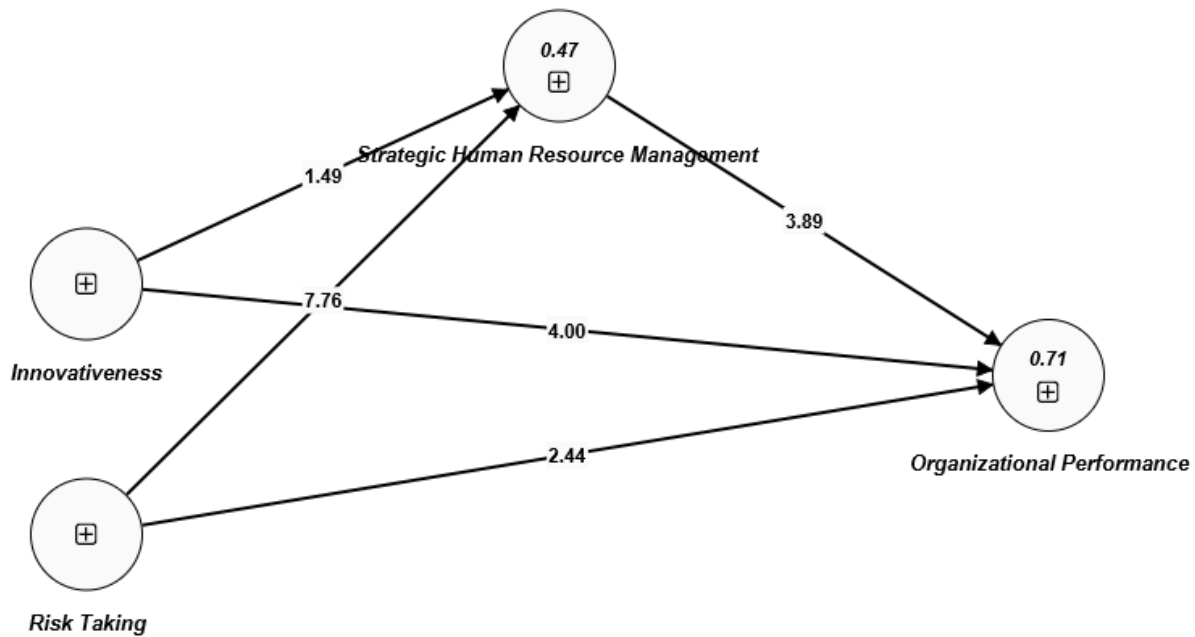 0.47
Strategic Human Resource Management
1.49
3.89
7.76
4.00
Innovativeness
0.71
2.44
Organizational Performance
Risk Taking